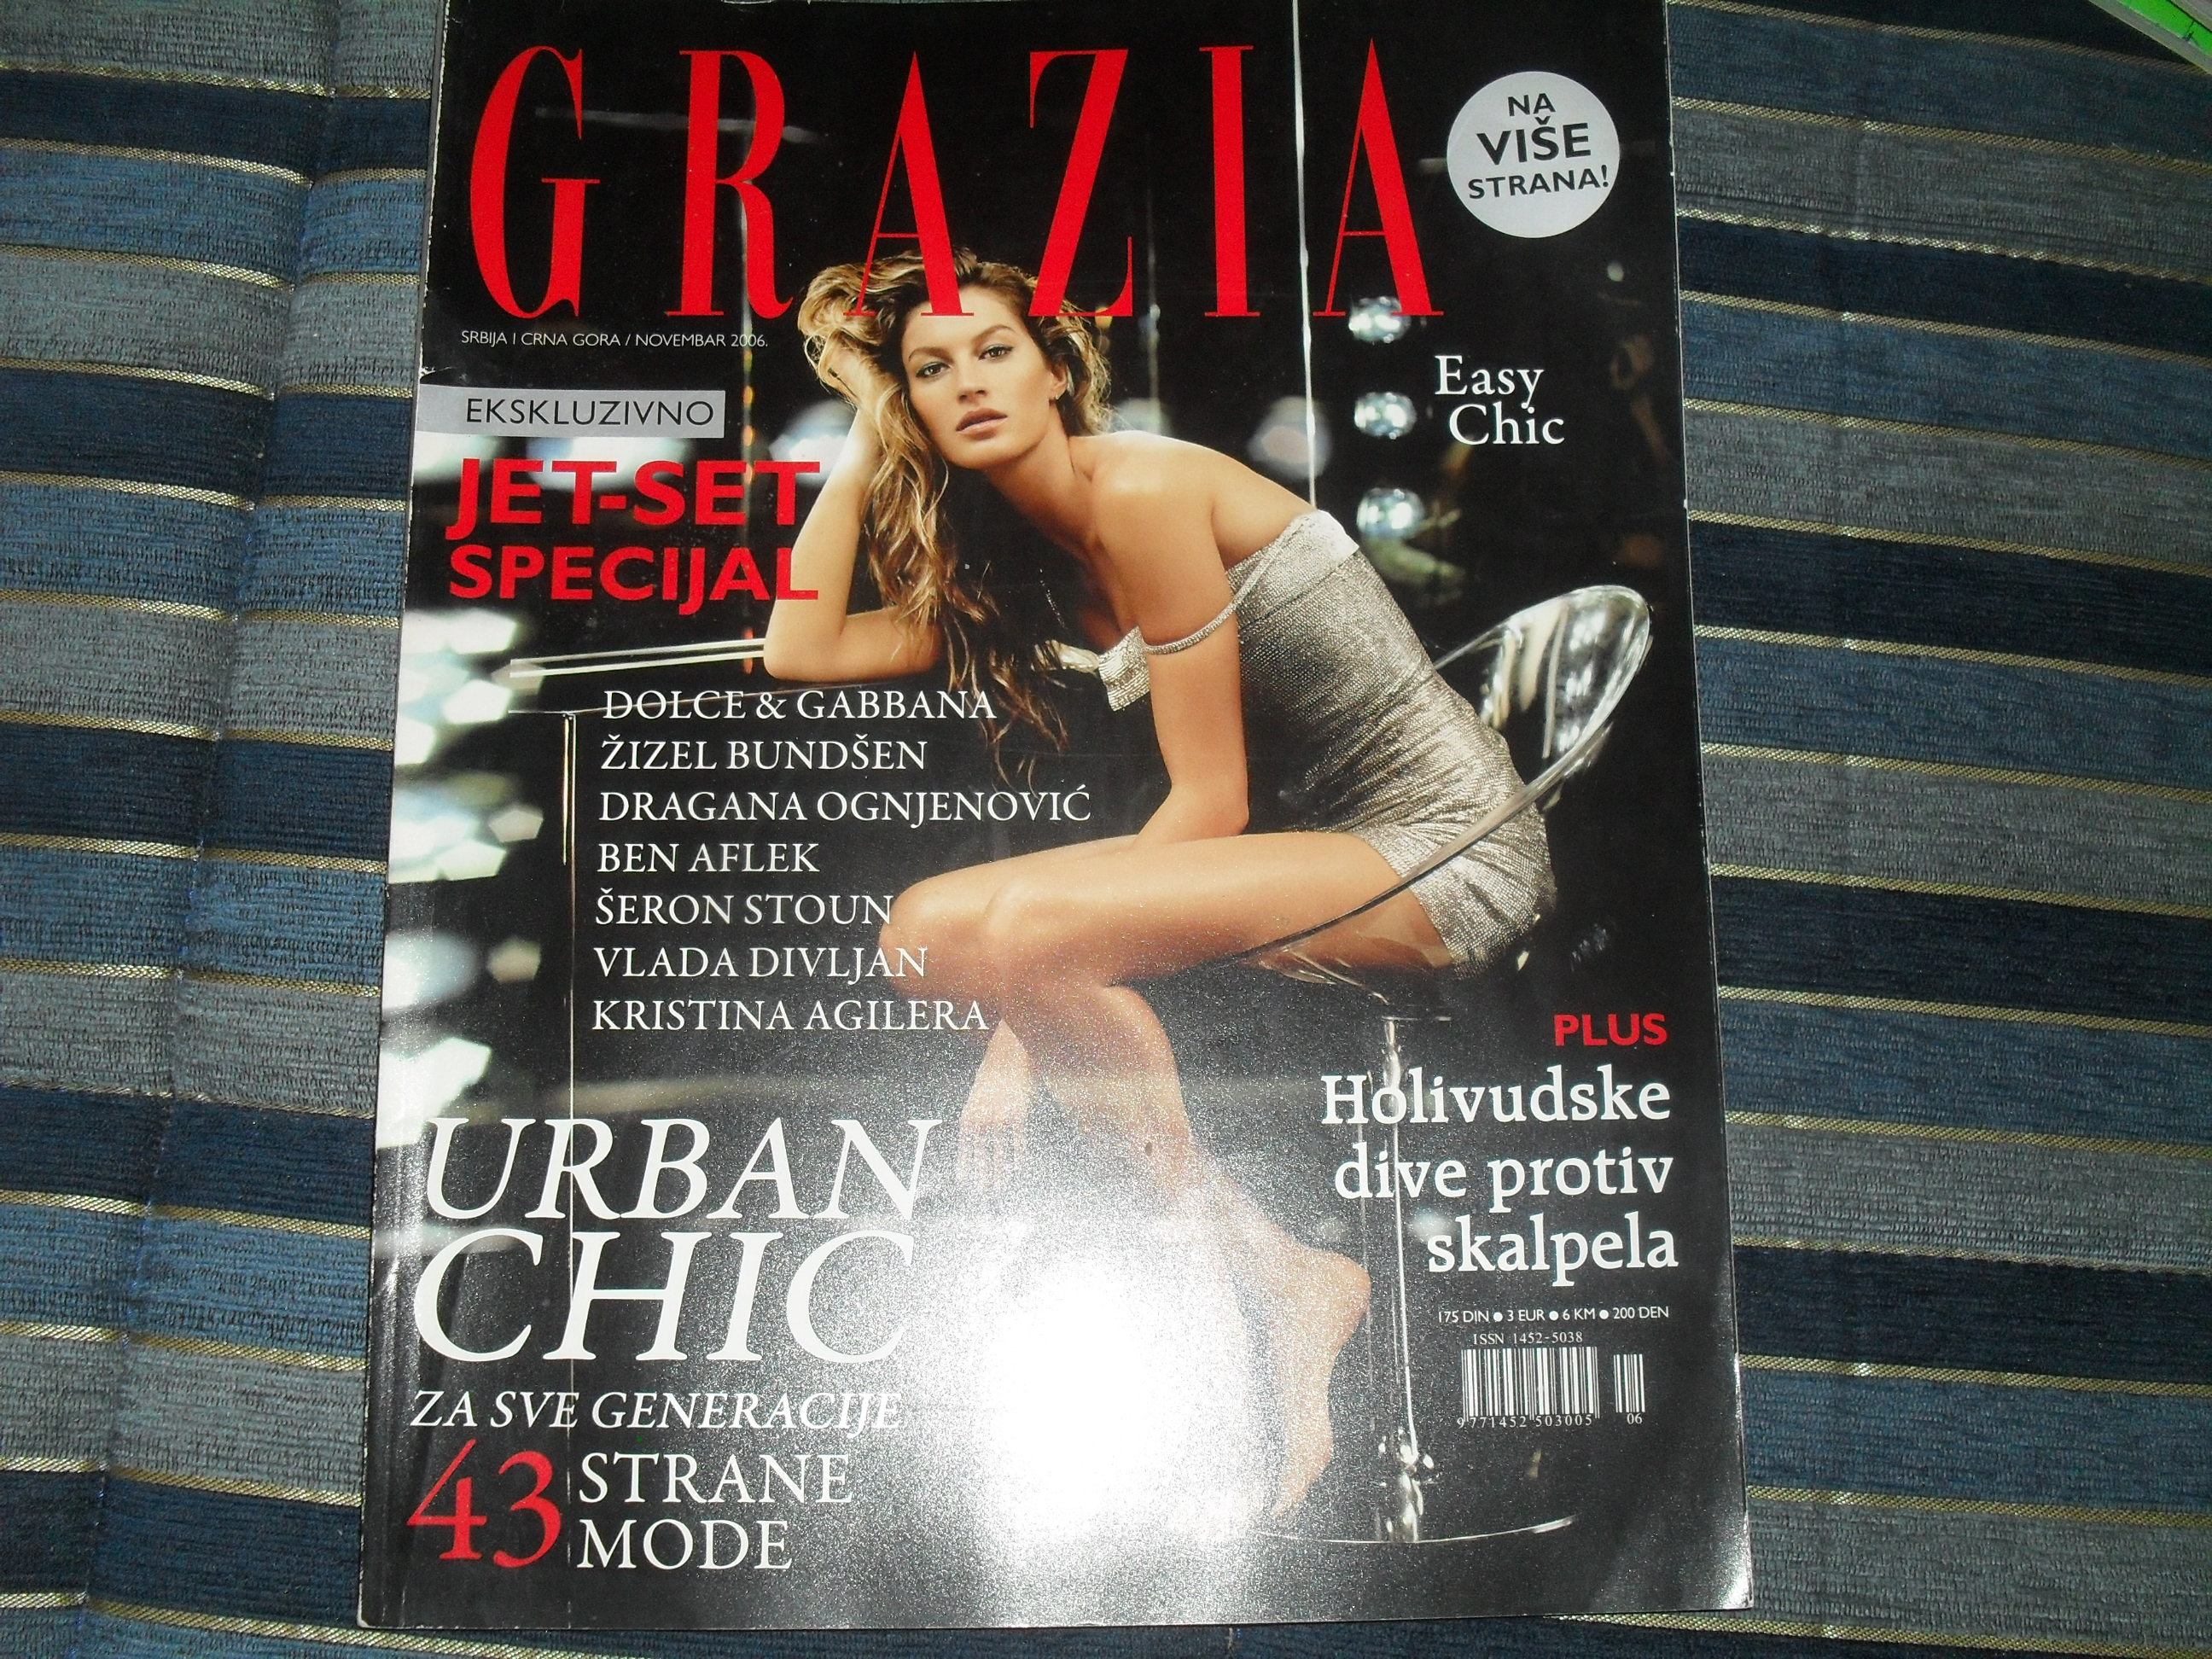 GRAZIA
NA
VIŠE
STRANA!
SRBIJA I CRNA GORA / NOVEMBAR 2006.
Easy
Chic
EKSKLUZIVNO
JET-SET
SPECIJAL
DOLCE & GABBANA
ŽIZEL BUNDŠEN
DRAGANA OGNJENOVIĆ
BEN AFLEK
ŠERON STOUN
VLADA DIVLJAN
KRISTINA AGILERA
PLUS
Holivudske
dive protiv
skalpela
URBAN
CHIC
ZA SVE GENERACIJE
43 STRANE
MODE
175 DIN ● 3 EUR ● 6 KM ● 200 DEN
ISSN 1452-5038
9 771452 503005 06